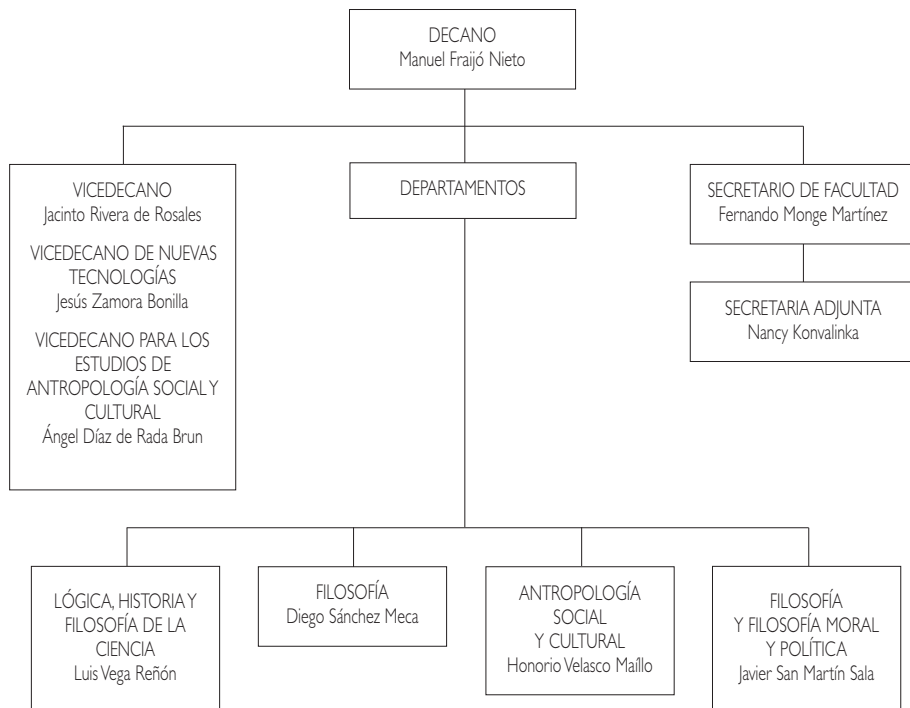 DECANO
Manuel Fraijó Nieto
VICEDECANO
Jacinto Rivera de Rosales
VICEDECANO DE NUEVAS
TECNOLOGÍAS
Jesús Zamora Bonilla
VICEDECANO PARA LOS
ESTUDIOS DE
ANTROPOLOGÍA SOCIAL Y
CULTURAL
Ángel Díaz de Rada Brun
DEPARTAMENTOS
SECRETARIO DE FACULTAD
Fernando Monge Martínez
SECRETARIA ADJUNTA
Nancy Konvalinka
LÓGICA, HISTORIA Y
FILOSOFÍA DE LA
CIENCIA
Luis Vega Reñón
FILOSOFÍA
Diego Sánchez Meca
ANTROPOLOGÍA
SOCIAL
Y CULTURAL
Honorio Velasco Maíllo
FILOSOFÍA
Y FILOSOFÍA MORAL
Y POLÍTICA
Javier San Martín Sala